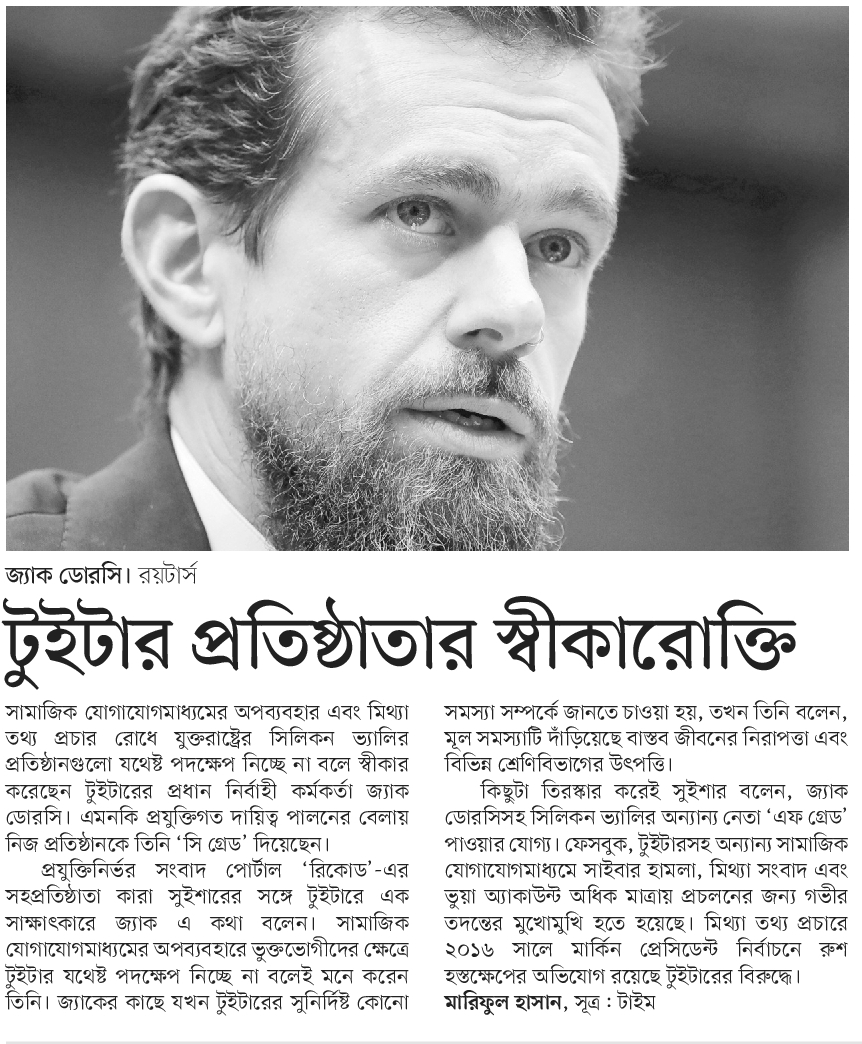 জ্যাক ডোরসি। রয়টার্স
টুইটার প্রতিষ্ঠাতার স্বীকারোক্তি
সামাজিক যোগাযোগমাধ্যমের অপব্যবহার এবং মিথ্যা
তথ্য প্রচার রোধে যুক্তরাষ্ট্রের সিলিকন ভ্যালির
প্রতিষ্ঠানগুলো যথেষ্ট পদক্ষেপ নিচ্ছে না বলে স্বীকার
করেছেন টুইটারের প্রধান নির্বাহী কর্মকর্তা জ্যাক
ডোরসি। এমনকি প্রযুক্তিগত দায়িত্ব পালনের বেলায়
নিজ প্রতিষ্ঠানকে তিনি ‘সি গ্রেড’ দিয়েছেন।
প্রযুক্তিনির্ভর সংবাদ পোর্টাল ‘রিকোড’-এর
সহপ্রতিষ্ঠাতা কারা সুইশারের সঙ্গে টুইটারে এক
সাক্ষাৎকারে জ্যাক এ কথা বলেন। সামাজিক
যোগাযোগমাধ্যমের অপব্যবহারে ভুক্তভোগীদের ক্ষেত্রে
টুইটার যথেষ্ট পদক্ষেপ নিচ্ছে না বলেই মনে করেন
তিনি। জ্যাকের কাছে যখন টুইটারের সুনির্দিষ্ট কোনো
সমস্যা সম্পর্কে জানতে চাওয়া হয়, তখন তিনি বলেন,
মূল সমস্যাটি দাঁড়িয়েছে বাস্তব জীবনের নিরাপত্তা এবং
বিভিন্ন শ্রেণিবিভাগের উৎপত্তি।
কিছুটা তিরস্কার করেই সুইশার বলেন, জ্যাক
ডোরসিসহ সিলিকন ভ্যালির অন্যান্য নেতা ‘এফ গ্রেড’
পাওয়ার যোগ্য। ফেসবুক, টুইটারসহ অন্যান্য সামাজিক
যোগাযোগমাধ্যমে সাইবার হামলা, মিথ্যা সংবাদ এবং
ভুয়া অ্যাকাউন্ট অধিক মাত্রায় প্রচলনের জন্য গভীর
তদন্তের মুখোমুখি হতে হয়েছে। মিথ্যা তথ্য প্রচারে
২০১৬ সালে মার্কিন প্রেসিডেন্ট নির্বাচনে রুশ
হস্তক্ষেপের অভিযোগ রয়েছে টুইটারের বিরুদ্ধে।
মারিফুল হাসান, সূত্র : টাইম